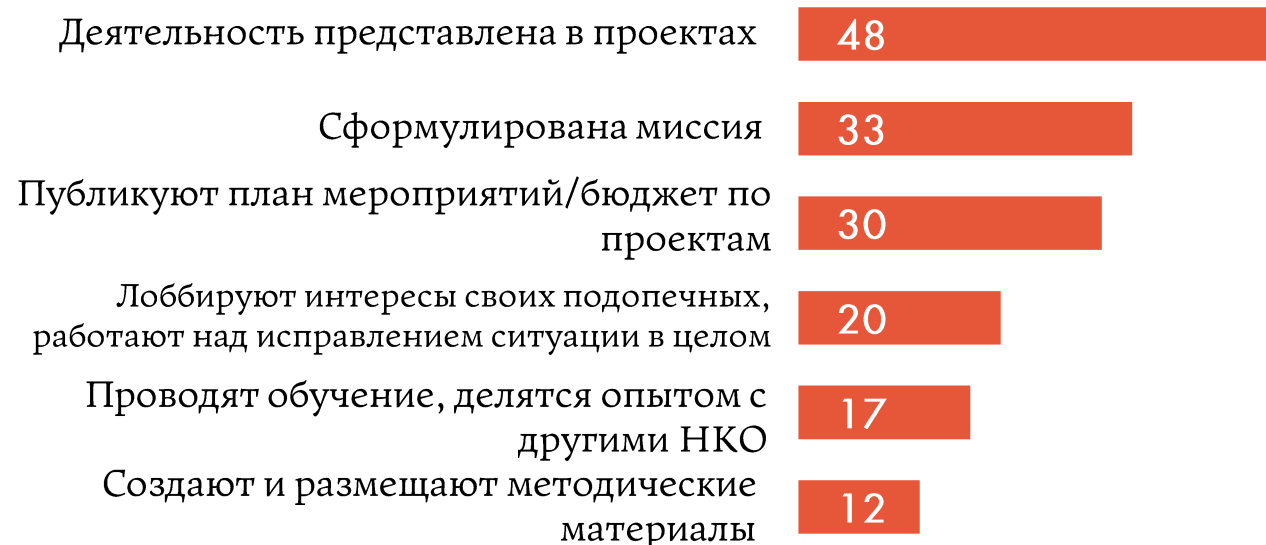 Деятельность представлена в проектах 48
Сформулирована миссия 33
Публикуют план мероприятий/бюджет по
проектам 30
Лоббируют интересы своих подопечных,
работают над исправлением ситуации в целом 20
Проводят обучение, делятся опытом с
другими НКО 17
Создают и размещают методические
материалы 12